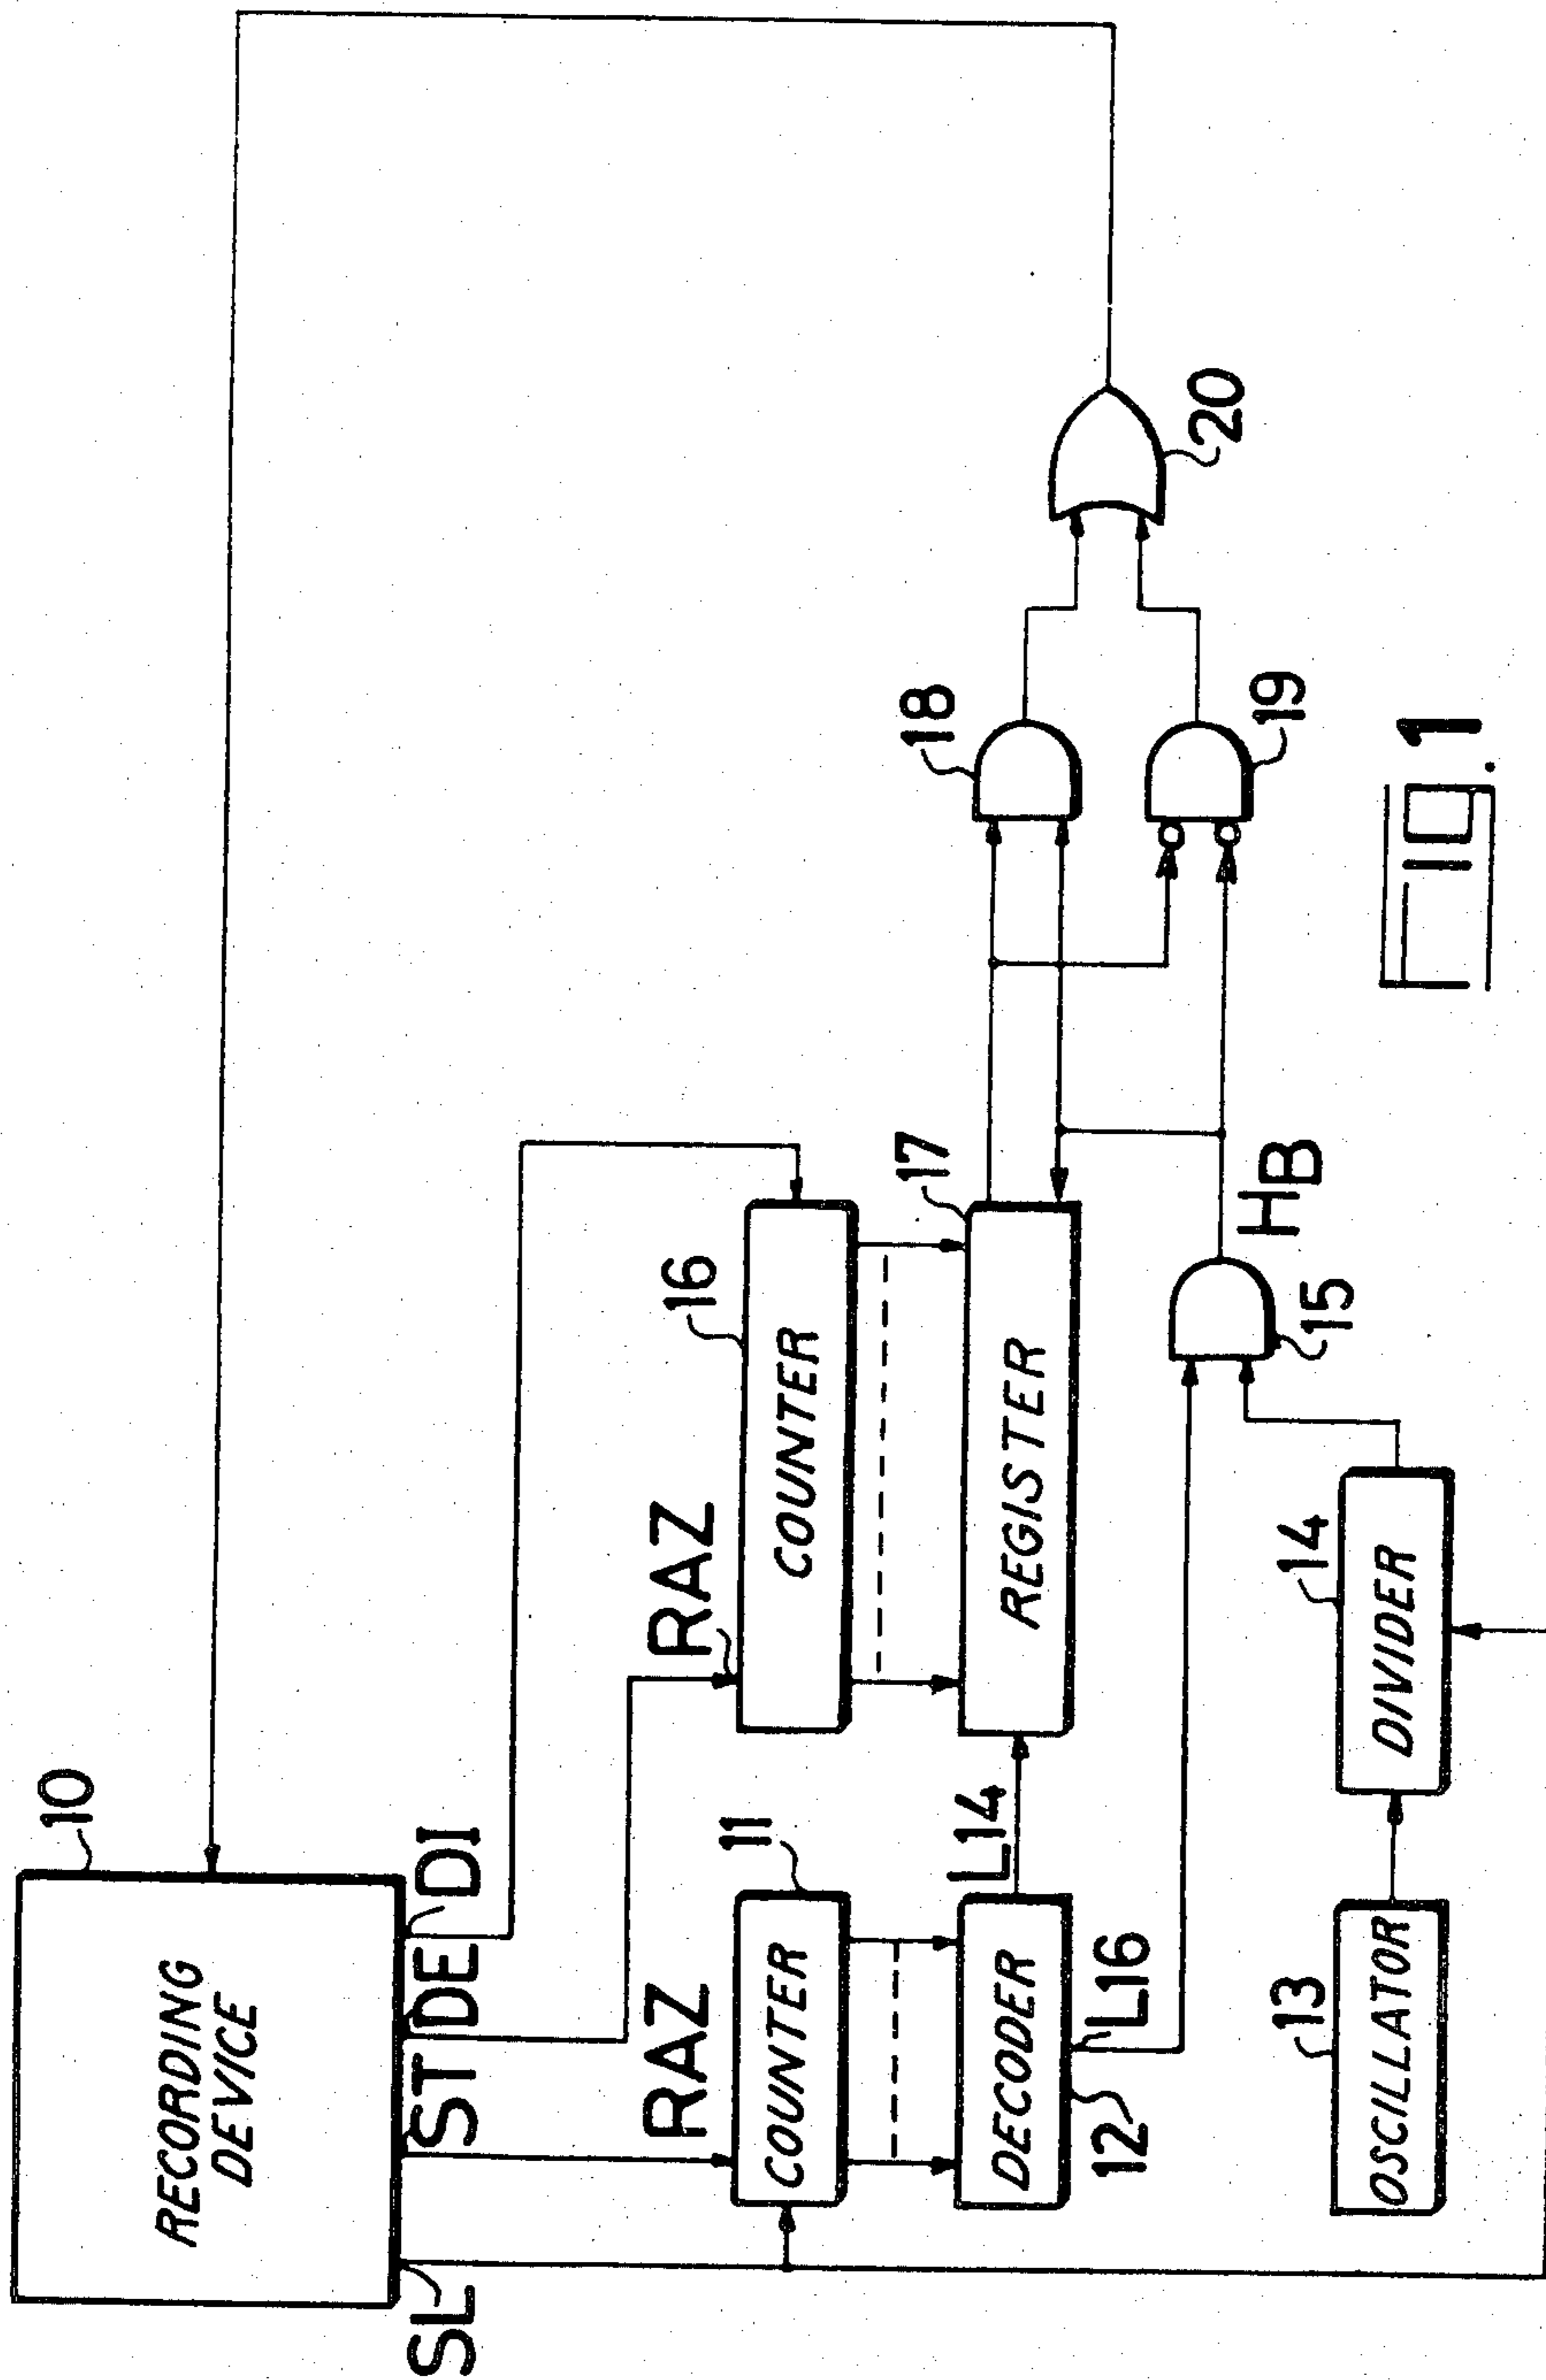 10
RECORDING
DEVICE
SL
ST
DE
DI
RAZ
RAZ
11
COUNTER
16
COUNTER
12
DECODER
L14
L16
17
REGISTER
18
19
20
13
OSCILLATOR
14
DIVIDER
15
HB
FIG. 1